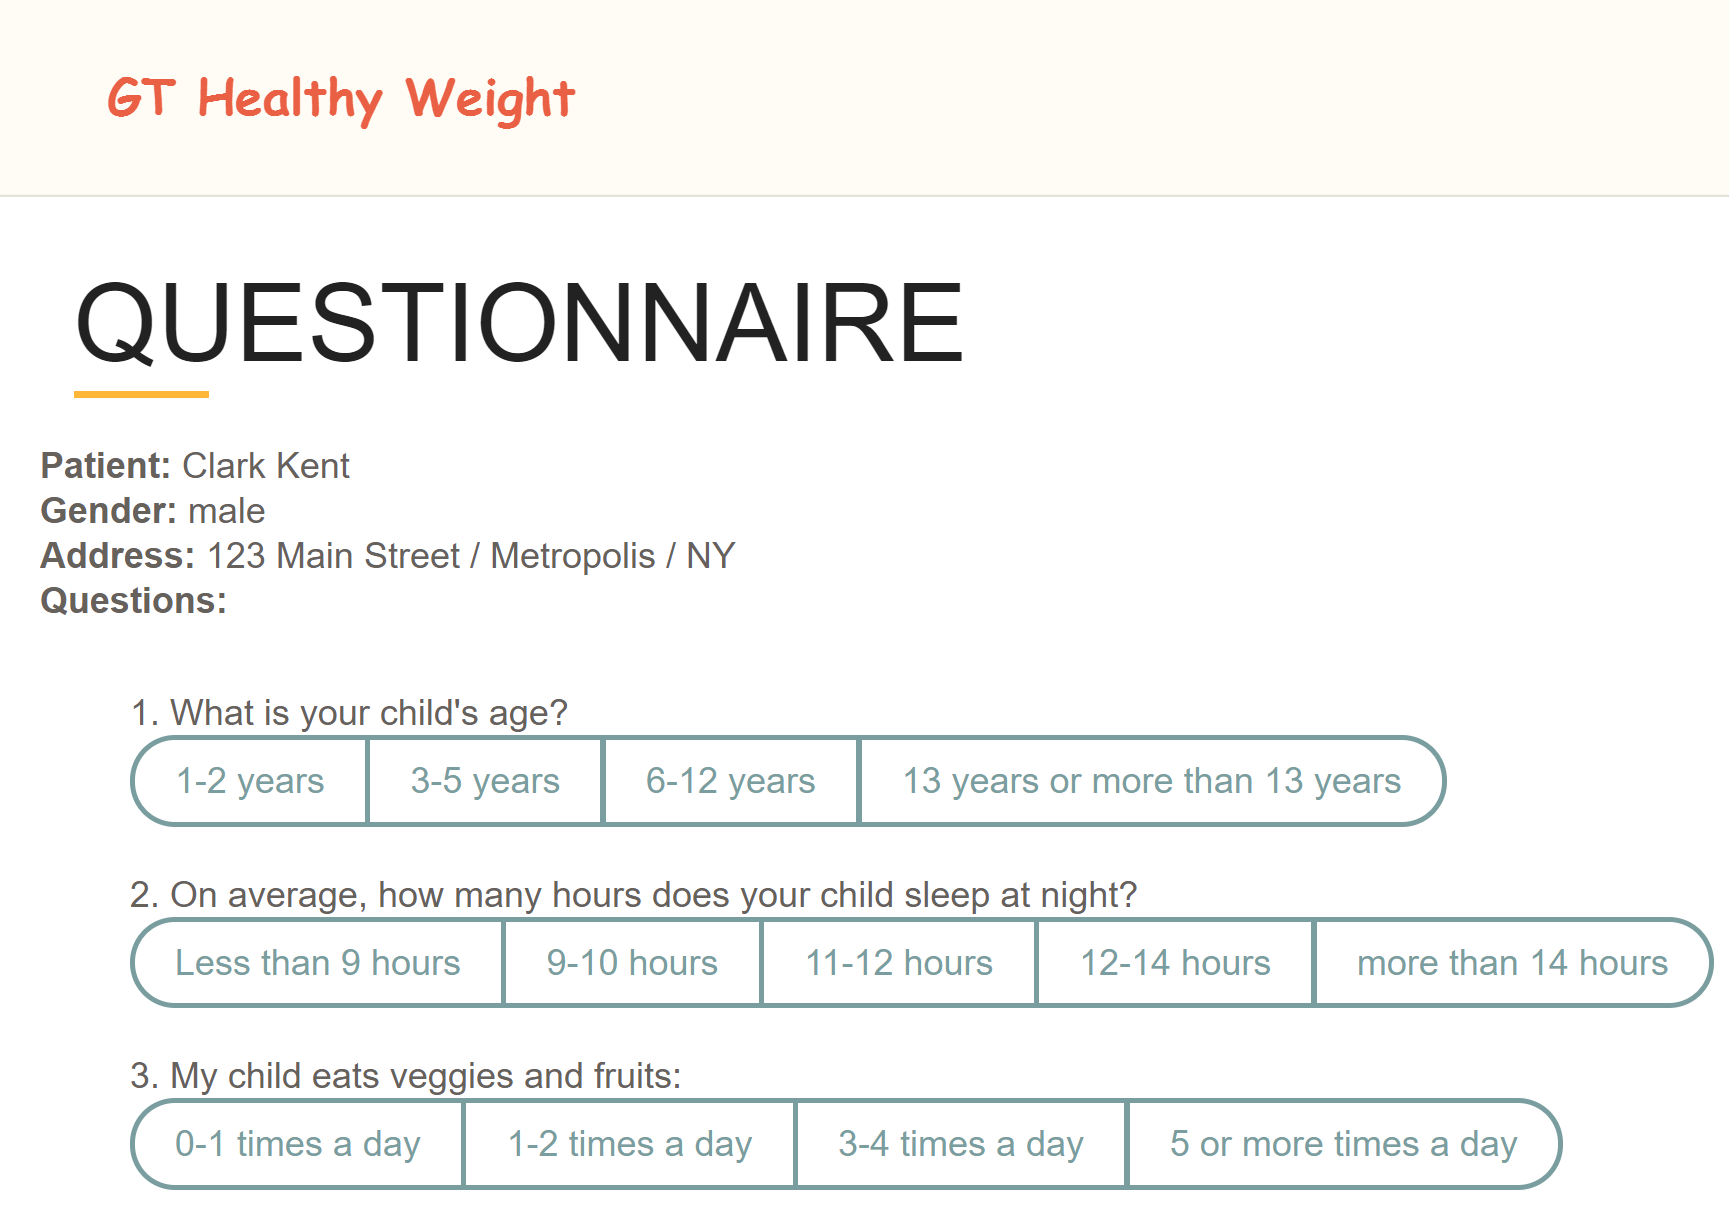 GT Healthy Weight
QUESTIONNAIRE
Patient: Clark Kent
Gender: male
Address: 123 Main Street / Metropolis / NY
Questions:
1. What is your child's age?
1-2 years 3-5 years 6-12 years 13 years or more than 13 years
2. On average, how many hours does your child sleep at night?
Less than 9 hours 9-10 hours 11-12 hours 12-14 hours more than 14 hours
3. My child eats veggies and fruits:
0-1 times a day 1-2 times a day 3-4 times a day 5 or more times a day